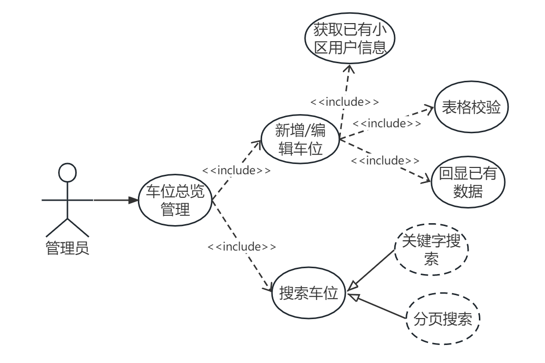 获取已有小
区用户信息
<<include>>
表格校验
新增/编
辑车位
<<include>>
<<include>>
<<include>>
回显已有
数据
车位总览
管理
管理员
<<include>>
关键字搜
索
搜索车位
分页搜索